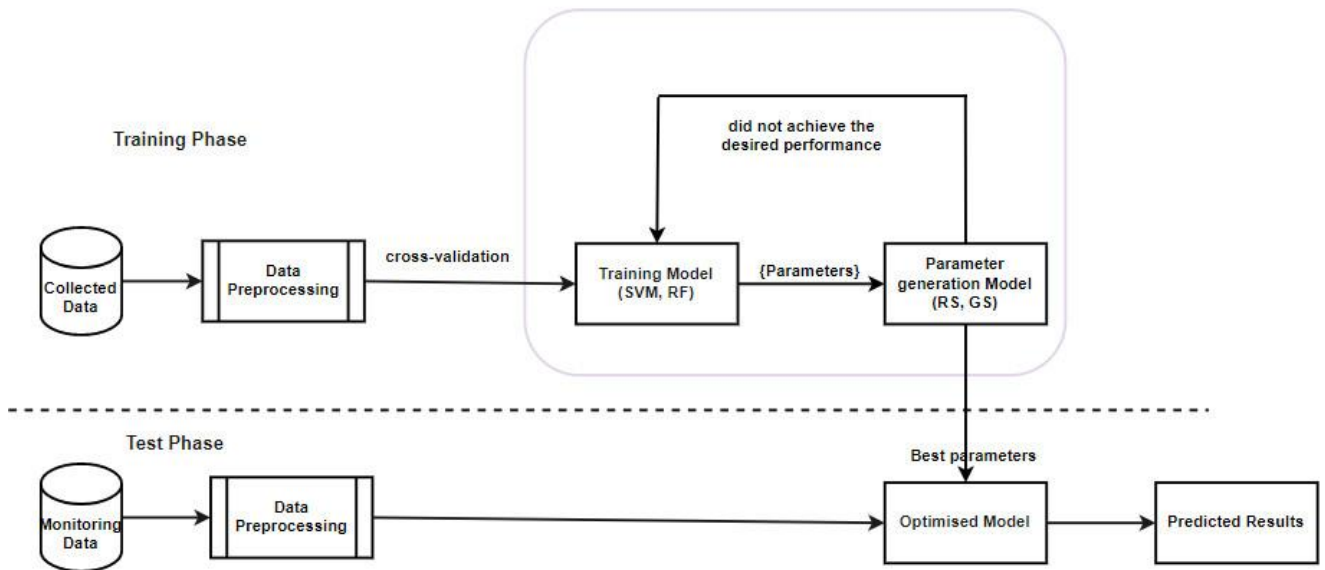 did not achieve the
desired performance
Training Phase
cross-validation
Collected
Data
Data
Preprocessing
Training Model
(SVM, RF)
{Parameters}
Parameter
generation Model
(RS, GS)
Test Phase
Best parameters
Monitoring
Data
Data
Preprocessing
Optimised Model
Predicted Results